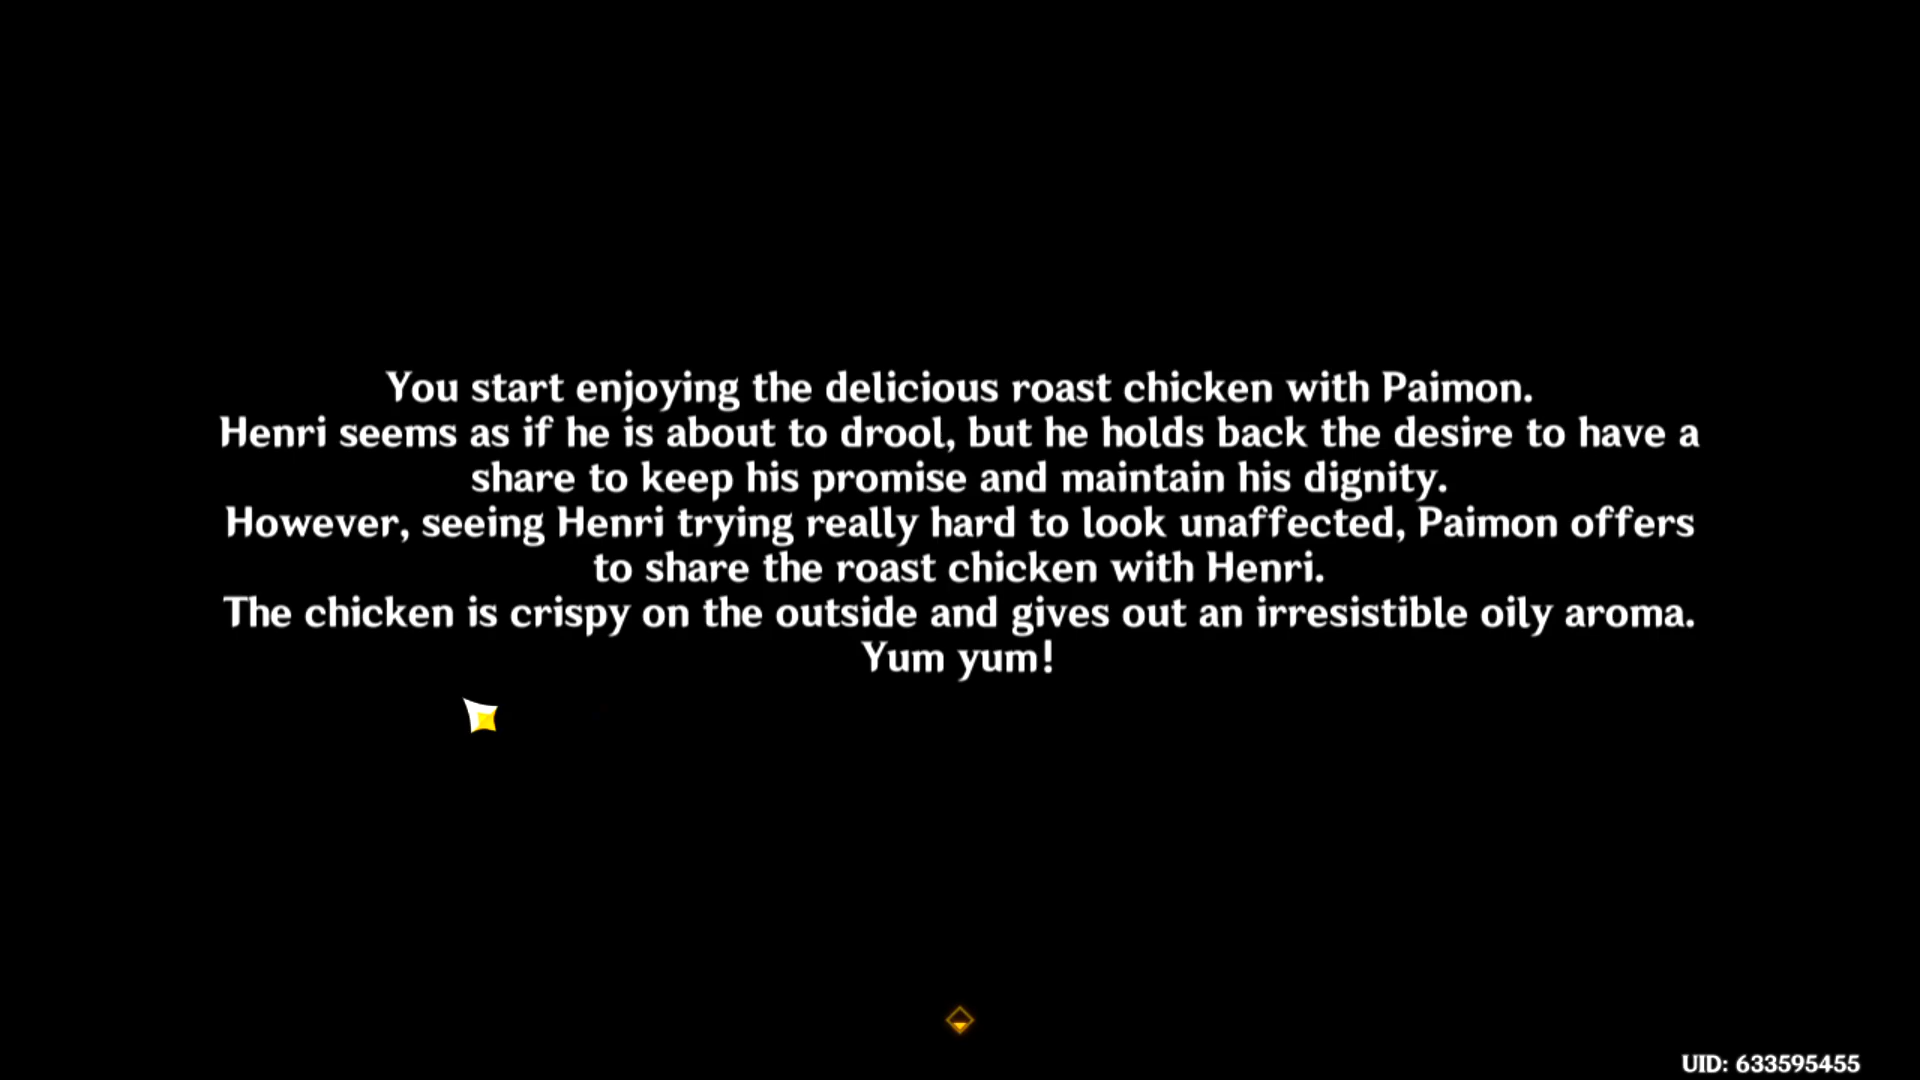 You start enjoying the delicious roast chicken with Paimon.
Henri seems as if he is about to drool, but he holds back the desire to have a
share to keep his promise and maintain his dignity.
However, seeing Henri trying really hard to look unaffected, Paimon offers
to share the roast chicken with Henri.
The chicken is crispy on the outside and gives out an irresistible oily aroma.
Yum yum!
UID: 633595455